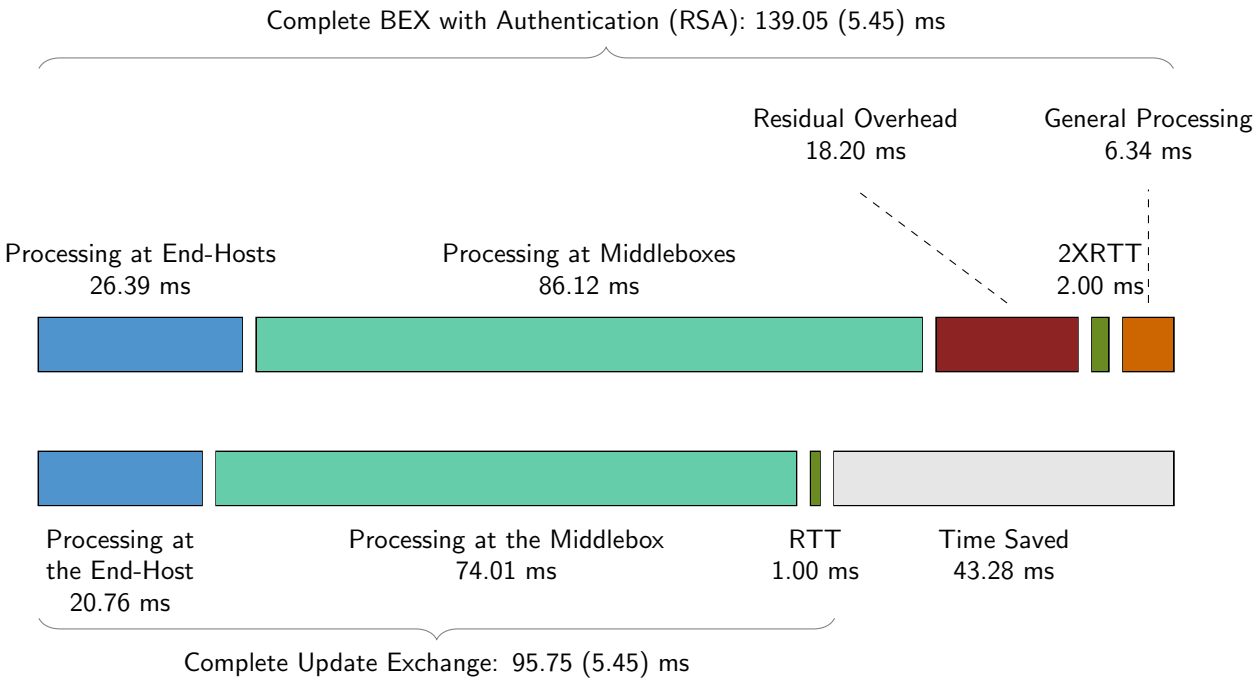 Complete BEX with Authentication (RSA): 139.05 (5.45) ms
Residual Overhead
18.20 ms
General Processing
6.34 ms
Processing at End-Hosts
26.39 ms
Processing at Middleboxes
86.12 ms
2XRTT
2.00 ms
Processing at
the End-Host
20.76 ms
Processing at the Middlebox
74.01 ms
RTT
1.00 ms
Time Saved
43.28 ms
Complete Update Exchange: 95.75 (5.45) ms